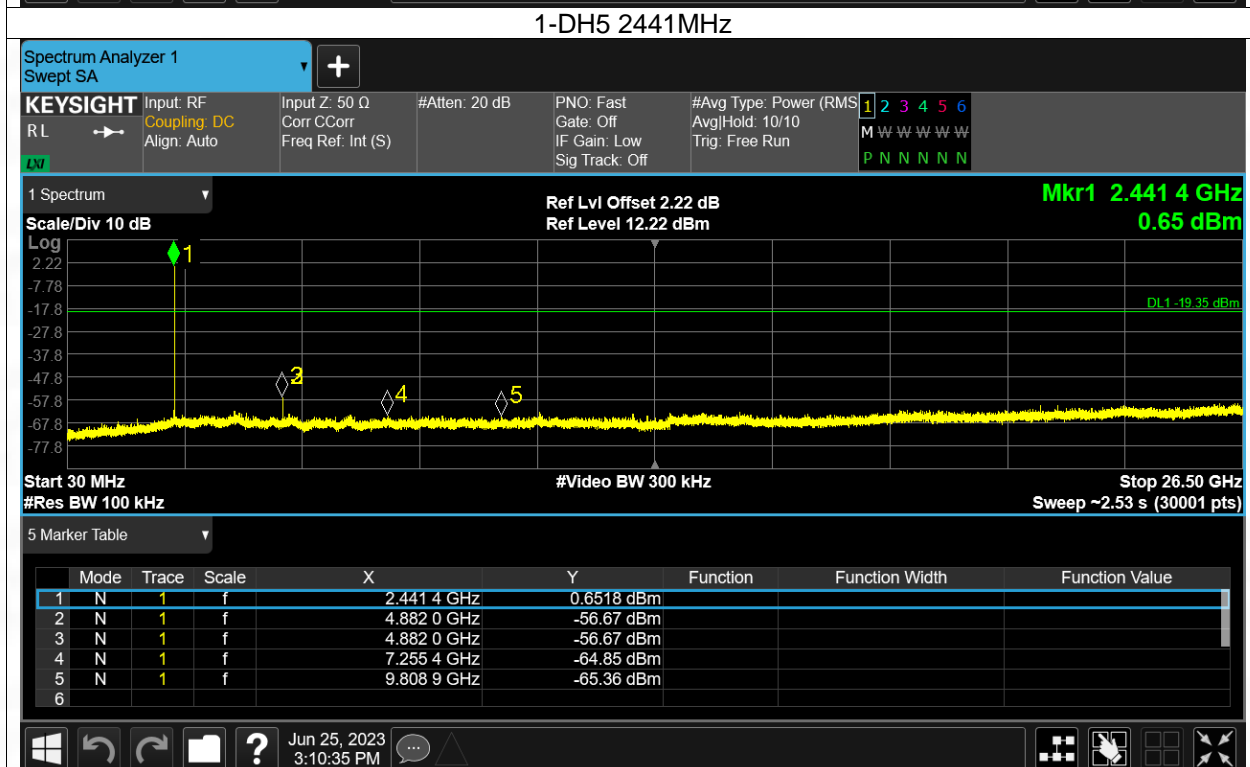 1-DH5 2441MHz
Spectrum Analyzer 1
Swept SA
+
KEYSIGHT Input: RF Input Z: 50 Ω #Atten: 20 dB PNO: Fast #Avg Type: Power (RMS 1 2 3 4 5 6
RL Coupling: DC Corr CCorr Gate: Off Avg|Hold: 10/10 M W W W W W
Align: Auto Freq Ref: Int (S) IF Gain: Low Trig: Free Run
LXI Sig Track: Off P N N N N N
1 Spectrum Ref Lvl Offset 2.22 dB Mkr1 2.441 4 GHz
Scale/Div 10 dB Ref Level 12.22 dBm 0.65 dBm
Log
1
2.22
-7.78
-17.8 DL1 -19.35 dBm
-27.8
-37.8
-47.8 2 3
-57.8 4 5
-67.8
-77.8
Start 30 MHz #Video BW 300 kHz Stop 26.50 GHz
#Res BW 100 kHz Sweep ~2.53 s (30001 pts)
5 Marker Table
Mode Trace Scale X Y Function Function Width Function Value
1 N 1 f 2.441 4 GHz 0.6518 dBm
2 N 1 f 4.882 0 GHz -56.67 dBm
3 N 1 f 4.882 0 GHz -56.67 dBm
4 N 1 f 7.255 4 GHz -64.85 dBm
5 N 1 f 9.808 9 GHz -65.36 dBm
6
? Jun 25, 2023
3:10:35 PM